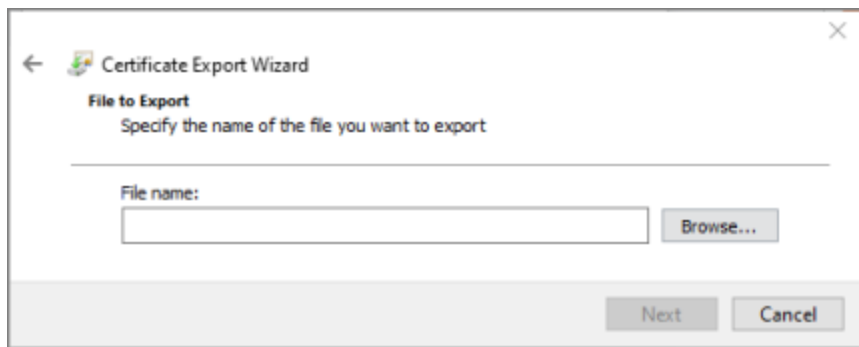 Certificate Export Wizard
File to Export
Specify the name of the file you want to export
File name:
Browse...
Next
Cancel